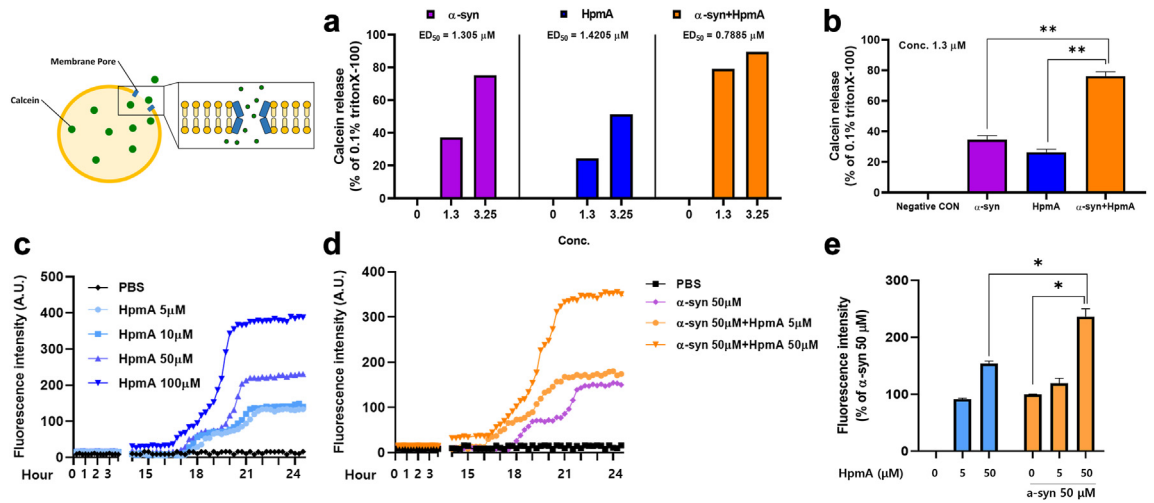 Membrane Pore
Calcein
a
α-syn
HpmA
α-syn+HpmA
ED50 = 1.305 μM
ED50 = 1.4205 μM
ED50 = 0.7885 μM
Calcein release
(% of 0.1% tritonX-100)
100
80
60
40
20
0
0 1.3 3.25 0 1.3 3.25 0 1.3 3.25
Conc.
b
Conc. 1.3 μM
**
**
Calcein release
(% of 0.1% tritonX-100)
100
80
60
40
20
0
Negative CON α-syn HpmA α-syn+HpmA
c
Fluorescence intensity (A.U.)
500
400
300
200
100
0
PBS
HpmA 5μM
HpmA 10μM
HpmA 50μM
HpmA 100μM
Hour 0 1 2 3 15 18 21 24
d
Fluorescence intensity (A.U.)
400
300
200
100
0
PBS
α-syn 50μM
α-syn 50μM+HpmA 5μM
α-syn 50μM+HpmA 50μM
Hour 0 1 2 3 15 18 21 24
e
Fluorescence intensity
(% of α-syn 50 μM)
300
200
100
0
*
*
HpmA (μM) 0 5 50 0 5 50
a-syn 50 μM